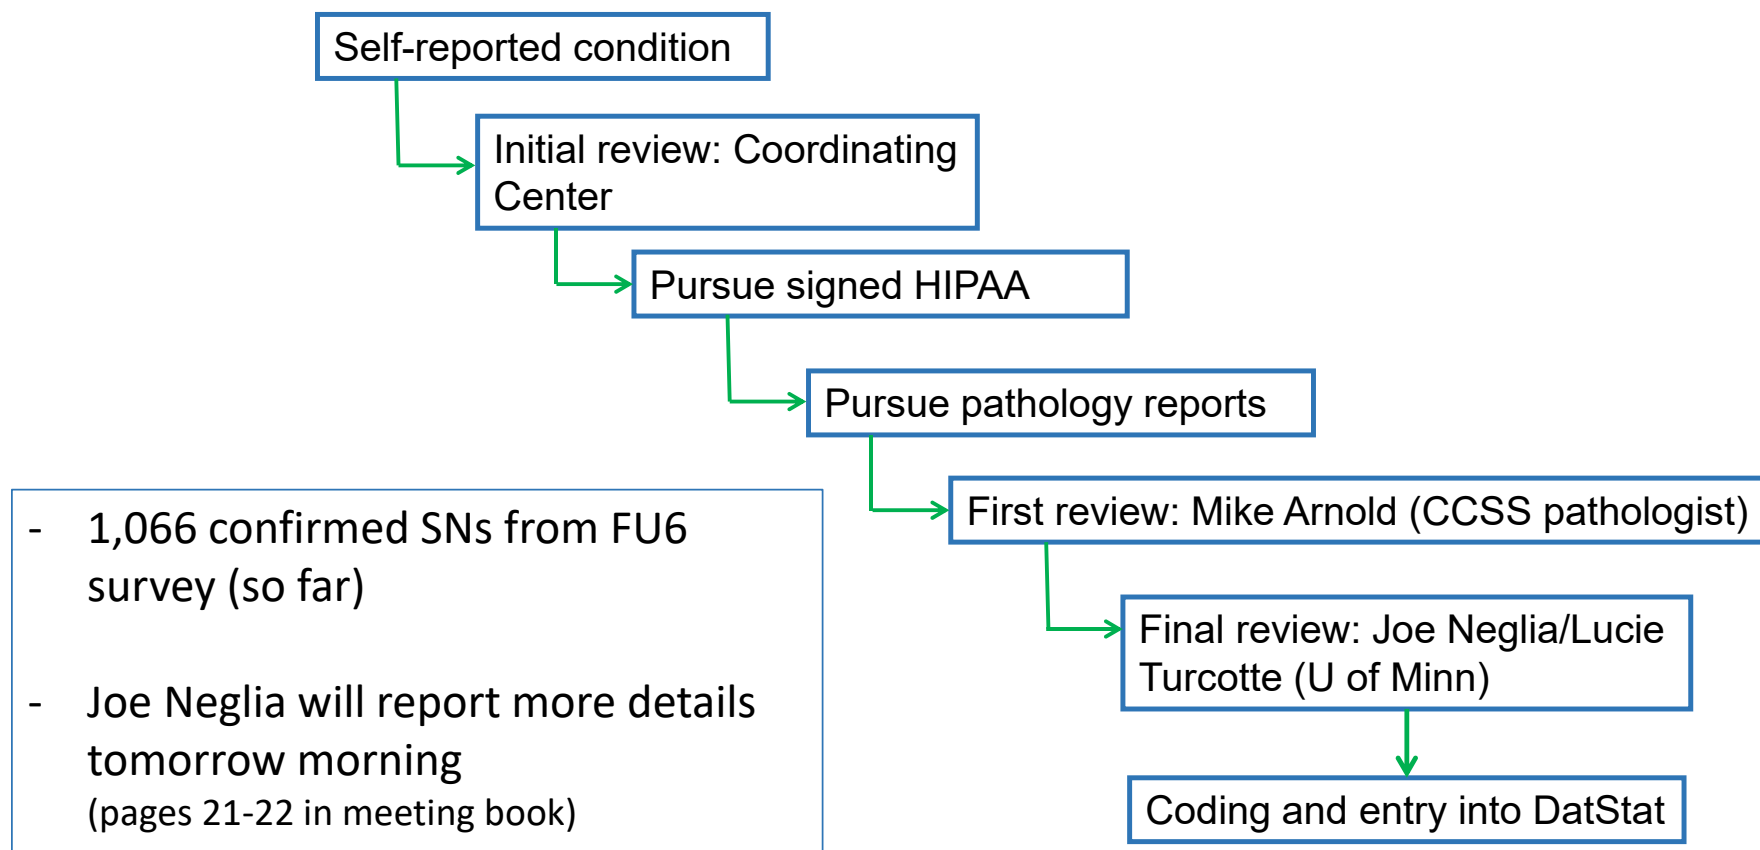 Self-reported condition
Initial review: Coordinating
Center
Pursue signed HIPAA
Pursue pathology reports
First review: Mike Arnold (CCSS pathologist)
Final review: Joe Neglia/Lucie
Turcotte (U of Minn)
Coding and entry into DatStat
- 1,066 confirmed SNs from FU6
survey (so far)
- Joe Neglia will report more details
tomorrow morning
(pages 21-22 in meeting book)